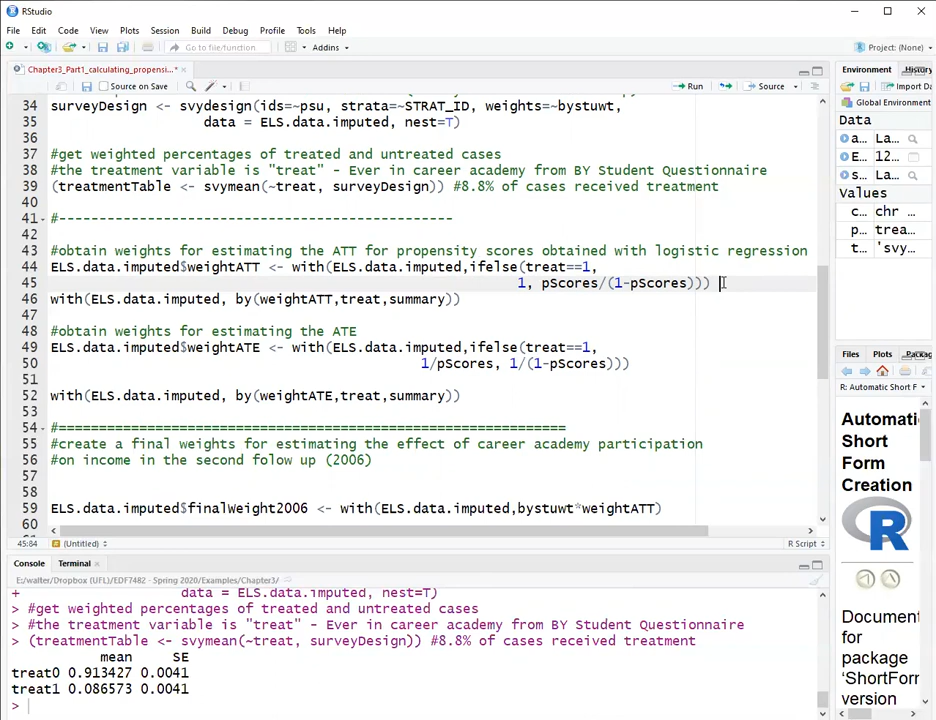 RStudio
File Edit Code View Plots Session Build Debug Profile Tools Help
Go to file/function Addins Project: (None)
Chapter3_Part1_calculating_propensi...* ×
Source on Save Run Source
34 surveyDesign <- svydesign(ids=~psu, strata=~STRAT_ID, weights=~bystuwt,
35 data = ELS.data.imputed, nest=T)
36
37 #get weighted percentages of treated and untreated cases
38 #the treatment variable is "treat" - Ever in career academy from BY Student Questionnaire
39 (treatmentTable <- svymean(~treat, surveyDesign)) #8.8% of cases received treatment
40
41 #-------------------------------------------------
42
43 #obtain weights for estimating the ATT for propensity scores obtained with logistic regression
44 ELS.data.imputed$weightATT <- with(ELS.data.imputed,ifelse(treat==1,
45 1, pScores/(1-pScores)))
46 with(ELS.data.imputed, by(weightATT,treat,summary))
47
48 #obtain weights for estimating the ATE
49 ELS.data.imputed$weightATE <- with(ELS.data.imputed,ifelse(treat==1,
50 1/pScores, 1/(1-pScores)))
51
52 with(ELS.data.imputed, by(weightATE,treat,summary))
53
54 #===============================================================
55 #create a final weights for estimating the effect of career academy participation
56 #on income in the second folow up (2006)
57
58
59 ELS.data.imputed$finalWeight2006 <- with(ELS.data.imputed,bystuwt*weightATT)
60
45:84 (Untitled) R Script
Console Terminal ×
E:/walter/Dropbox (UFL)/EDF7482 - Spring 2020/Examples/Chapter3/
+ data = ELS.data.imputed, nest=T)
> #get weighted percentages of treated and untreated cases
> #the treatment variable is "treat" - Ever in career academy from BY Student Questionnaire
> (treatmentTable <- svymean(~treat, surveyDesign)) #8.8% of cases received treatment
mean SE
treat0 0.913427 0.0041
treat1 0.086573 0.0041
>
Environment History
Import Da
Global Environment
Data
a... La...
E... 12...
s... La...
Values
c... chr ...
p... trea...
t... 'svy...
Files Plots Packag
R: Automatic Short F
Automatic
Short
Form
Creation
R
Document
for
package
‘ShortForm
version